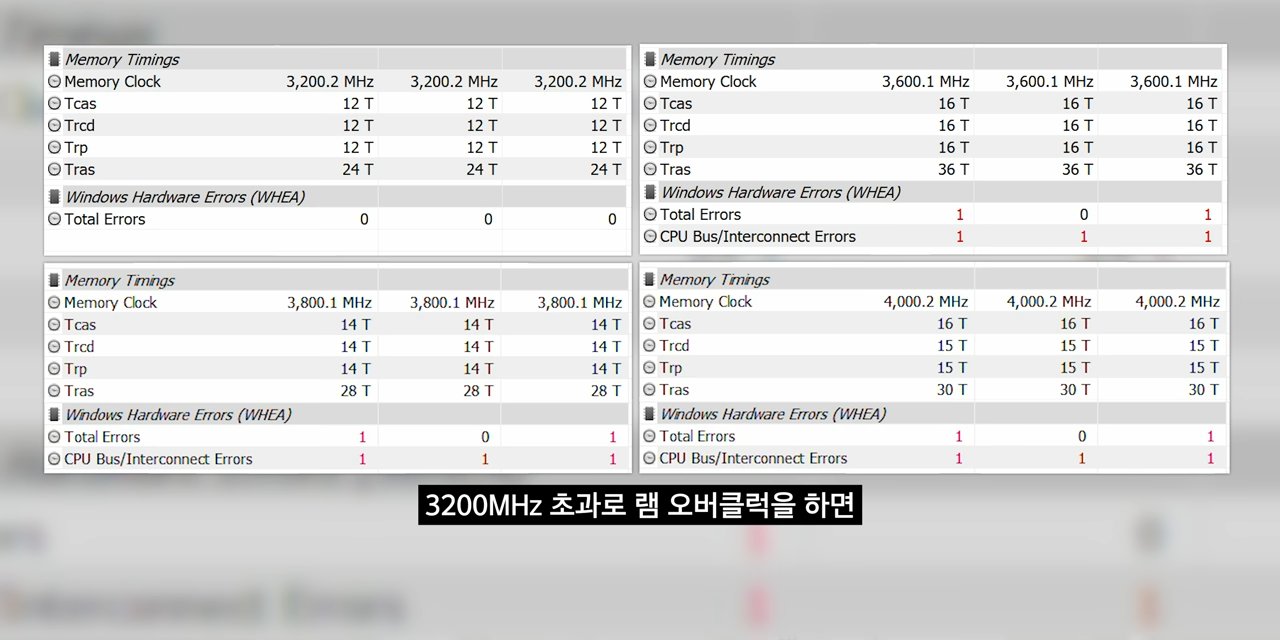 Memory Timings
Memory Clock 3,200.2 MHz 3,200.2 MHz 3,200.2 MHz
Tcas 12 T 12 T 12 T
Trcd 12 T 12 T 12 T
Trp 12 T 12 T 12 T
Tras 24 T 24 T 24 T
Windows Hardware Errors (WHEA)
Total Errors 0 0 0
Memory Timings
Memory Clock 3,600.1 MHz 3,600.1 MHz 3,600.1 MHz
Tcas 16 T 16 T 16 T
Trcd 16 T 16 T 16 T
Trp 16 T 16 T 16 T
Tras 36 T 36 T 36 T
Windows Hardware Errors (WHEA)
Total Errors 1 0 1
CPU Bus/Interconnect Errors 1 1 1
Memory Timings
Memory Clock 3,800.1 MHz 3,800.1 MHz 3,800.1 MHz
Tcas 14 T 14 T 14 T
Trcd 14 T 14 T 14 T
Trp 14 T 14 T 14 T
Tras 28 T 28 T 28 T
Windows Hardware Errors (WHEA)
Total Errors 1 0 1
CPU Bus/Interconnect Errors 1 1 1
Memory Timings
Memory Clock 4,000.2 MHz 4,000.2 MHz 4,000.2 MHz
Tcas 16 T 16 T 16 T
Trcd 15 T 15 T 15 T
Trp 15 T 15 T 15 T
Tras 30 T 30 T 30 T
Windows Hardware Errors (WHEA)
Total Errors 1 0 1
CPU Bus/Interconnect Errors 1 1 1
3200MHz 초과로 램 오버클럭을 하면